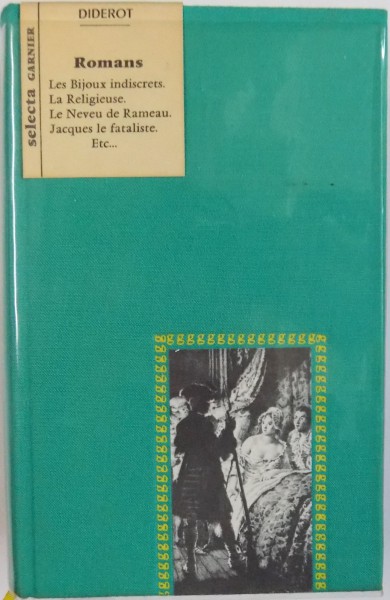 DIDEROT
selecta GARNIER
Romans
Les Bijoux indiscrets.
La Religieuse.
Le Neveu de Rameau.
Jacques le fataliste.
Etc...